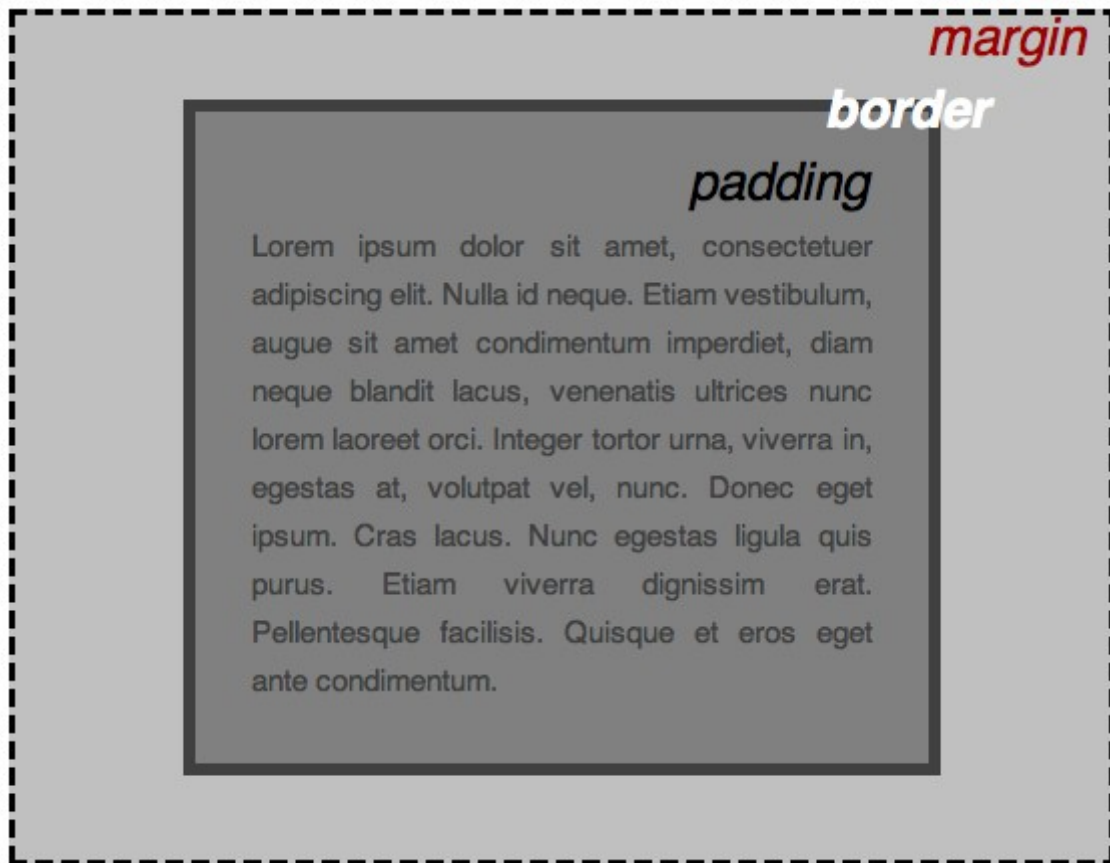 margin
border
padding
Lorem ipsum dolor sit amet, consectetuer
adipiscing elit. Nulla id neque. Etiam vestibulum,
augue sit amet condimentum imperdiet, diam
neque blandit lacus, venenatis ultrices nunc
lorem laoreet orci. Integer tortor urna, viverra in,
egestas at, volutpat vel, nunc. Donec eget
ipsum. Cras lacus. Nunc egestas ligula quis
purus. Etiam viverra dignissim erat.
Pellentesque facilisis. Quisque et eros eget
ante condimentum.